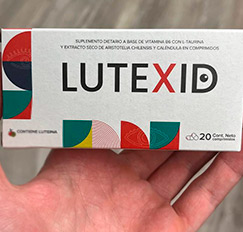 SUPLEMENTO DIETARIO A BASE DE VITAMINA B6 CON L-TAURINA
Y EXTRACTO SECO DE ARISTOTELIA CHILENSIS Y CALÉNDULA EN COMPRIMIDOS
LUTEXID
CONTIENE LUTEINA
20 Cont. Neto
Comprimidos